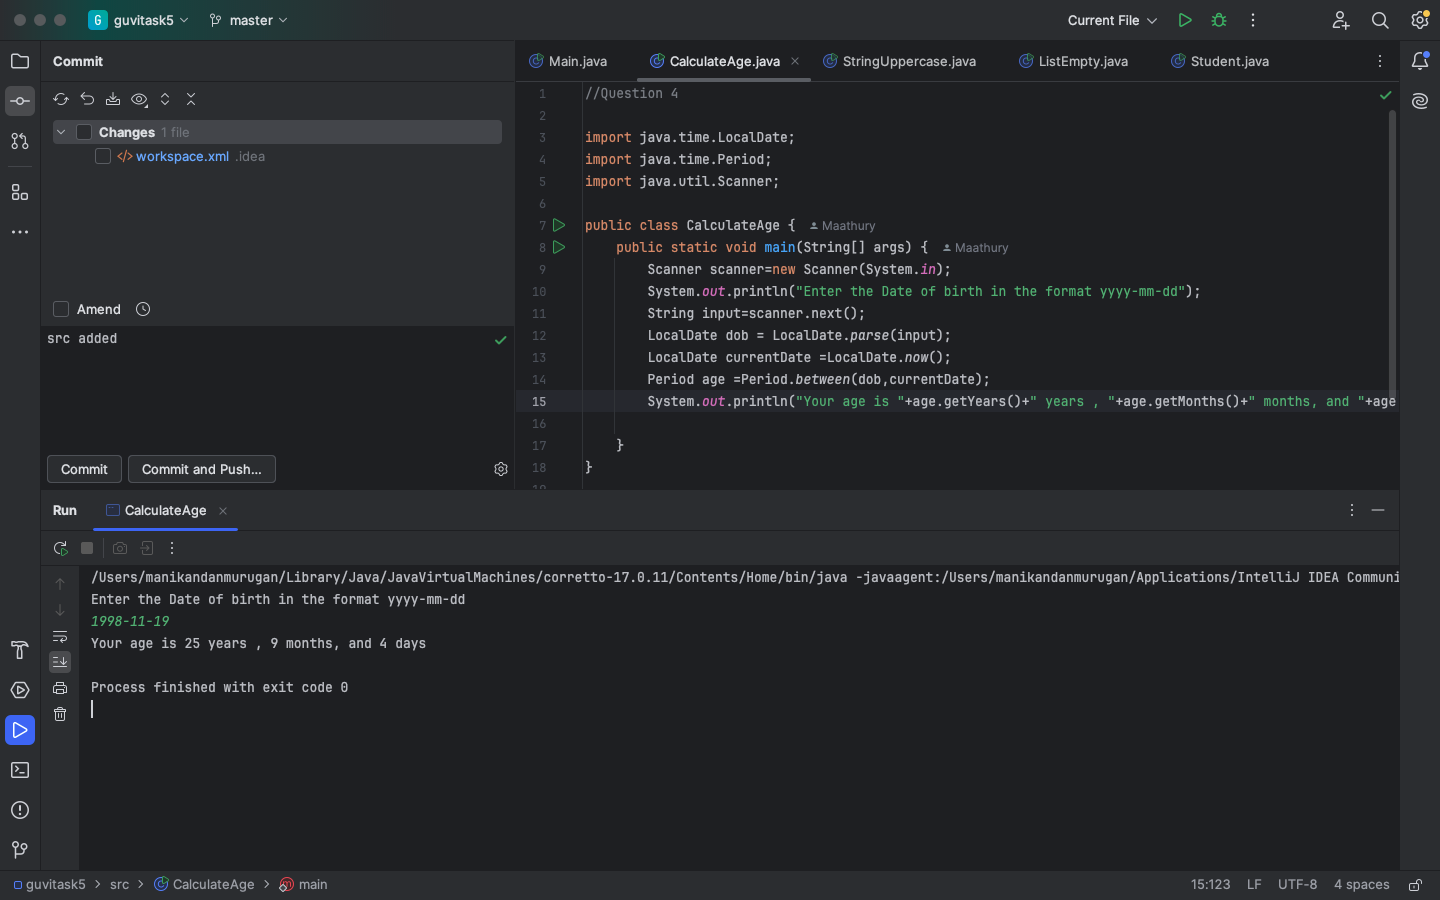 G guvitask5 master Current File
Commit
Main.java CalculateAge.java StringUppercase.java ListEmpty.java Student.java
Changes 1 file
</> workspace.xml .idea
Amend
src added
Commit Commit and Push...
1 //Question 4
2
3 import java.time.LocalDate;
4 import java.time.Period;
5 import java.util.Scanner;
6
7 public class CalculateAge { Maathury
8 public static void main(String[] args) { Maathury
9 Scanner scanner=new Scanner(System.in);
10 System.out.println("Enter the Date of birth in the format yyyy-mm-dd");
11 String input=scanner.next();
12 LocalDate dob = LocalDate.parse(input);
13 LocalDate currentDate =LocalDate.now();
14 Period age =Period.between(dob,currentDate);
15 System.out.println("Your age is "+age.getYears()+" years , "+age.getMonths()+" months, and "+age
16
17 }
18 }
19
Run CalculateAge
/Users/manikandanmurugan/Library/Java/JavaVirtualMachines/corretto-17.0.11/Contents/Home/bin/java -javaagent:/Users/manikandanmurugan/Applications/IntelliJ IDEA Communi
Enter the Date of birth in the format yyyy-mm-dd
1998-11-19
Your age is 25 years , 9 months, and 4 days
Process finished with exit code 0
guvitask5 > src > CalculateAge > main 15:123 LF UTF-8 4 spaces